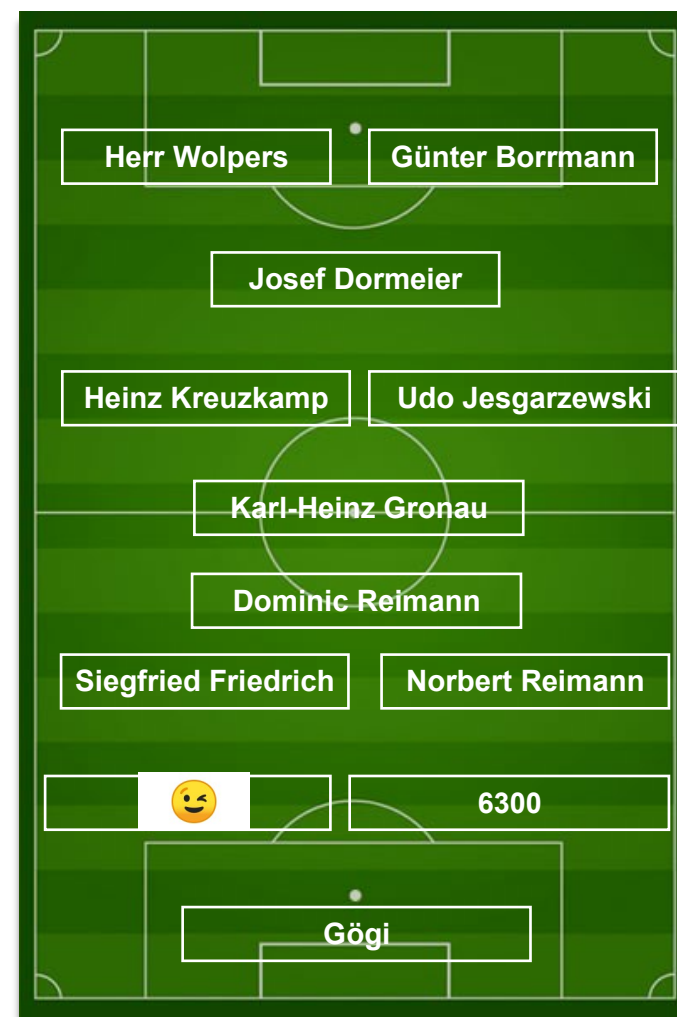 Herr Wolpers
Günter Borrmann
Josef Dormeier
Heinz Kreuzkamp
Udo Jesgarzewski
Karl-Heinz Gronau
Dominic Reimann
Siegfried Friedrich
Norbert Reimann
😉
6300
Gögi